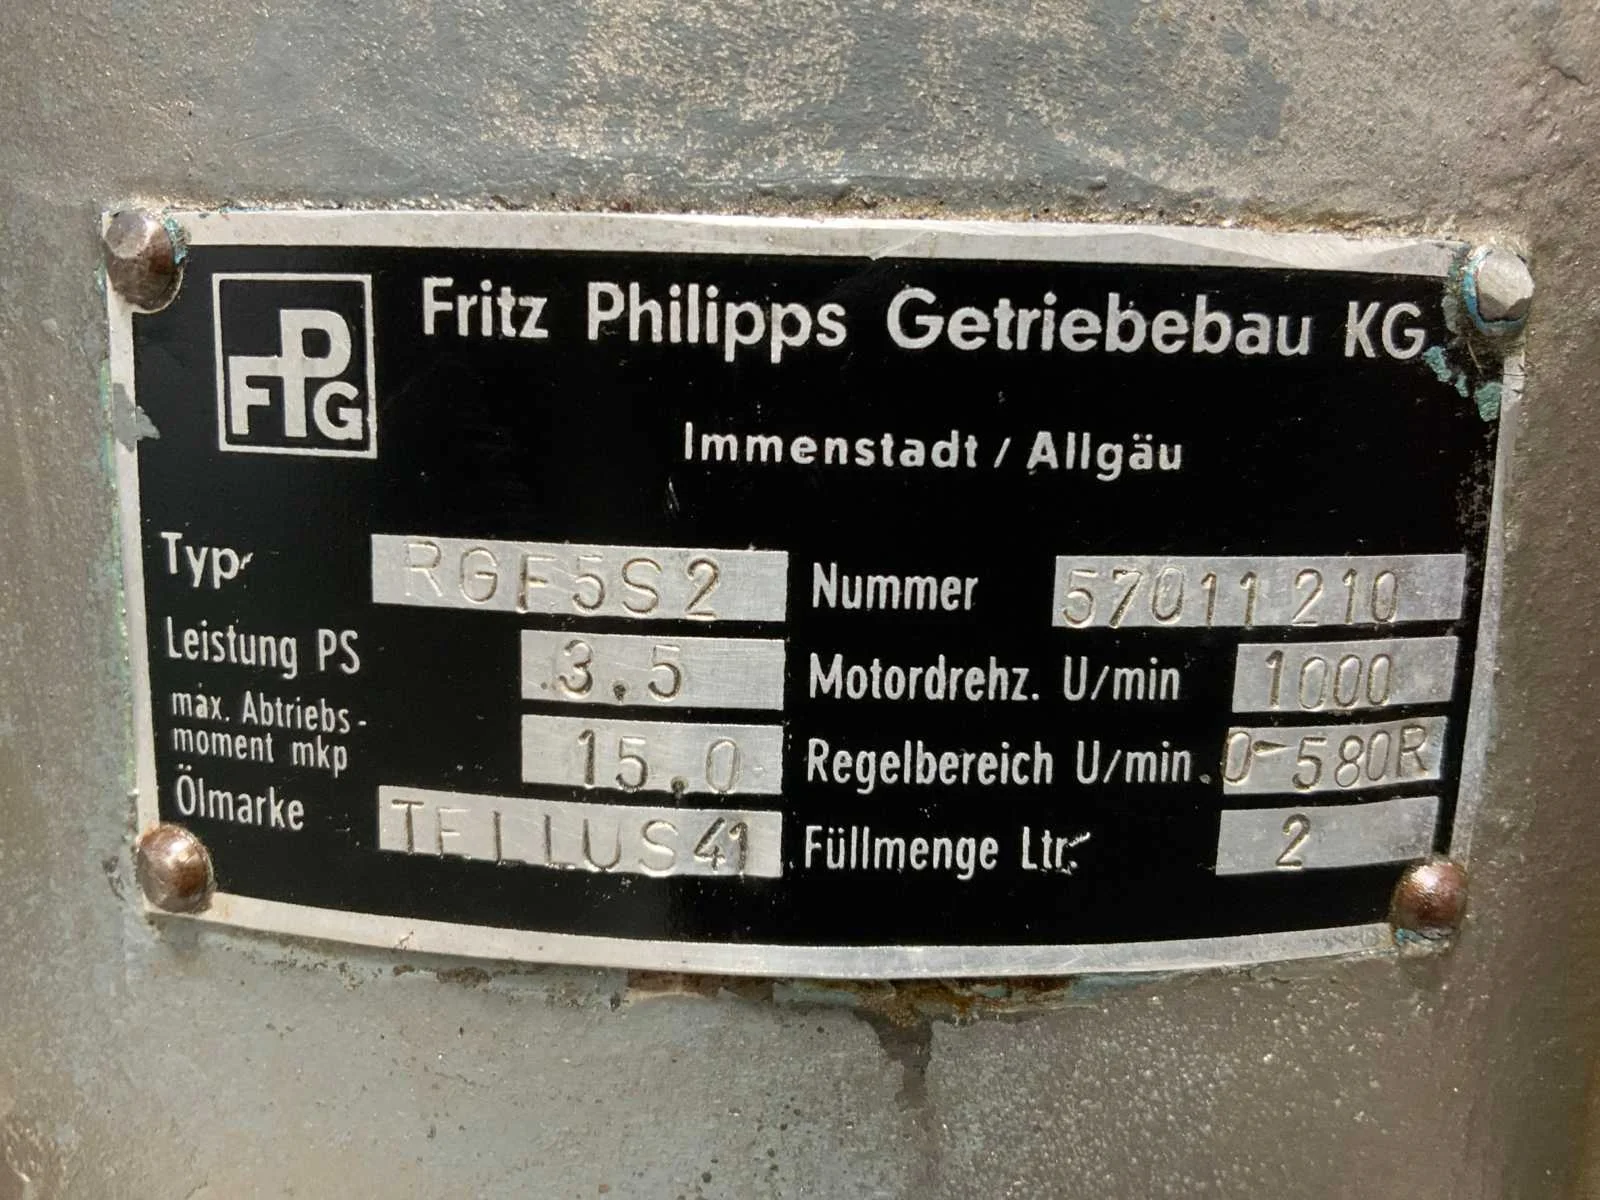 FPG
Fritz Philipps Getriebebau KG
Immenstadt / Allgäu
Typ RGF5S2 Nummer 57011 210
Leistung PS 3.5 Motordrehz. U/min 1000
max. Abtriebs-
moment mkp 15.0 Regelbereich U/min. 0-580R
Ölmarke TELLUS41 Füllmenge Ltr. 2